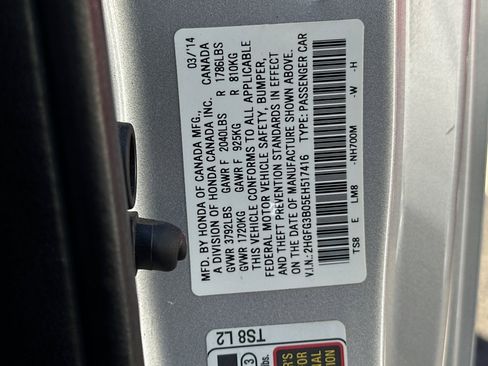 MFD. BY HONDA OF CANADA MFG., 03/'14
A DIVISION OF HONDA CANADA INC. CANADA
GVWR 3792LBS GAWR F 2040LBS R 1786LBS
GVWR 1720KG GAWR F 925KG R 810KG
THIS VEHICLE CONFORMS TO ALL APPLICABLE
FEDERAL MOTOR VEHICLE SAFETY, BUMPER,
AND THEFT PREVENTION STANDARDS IN EFFECT
ON THE DATE OF MANUFACTURE SHOWN ABOVE.
V.I.N.: 2HGFG3B05EH517416 TYPE: PASSENGER CAR
TS8 E LM8 -NH700M -W -H
TS8 L2